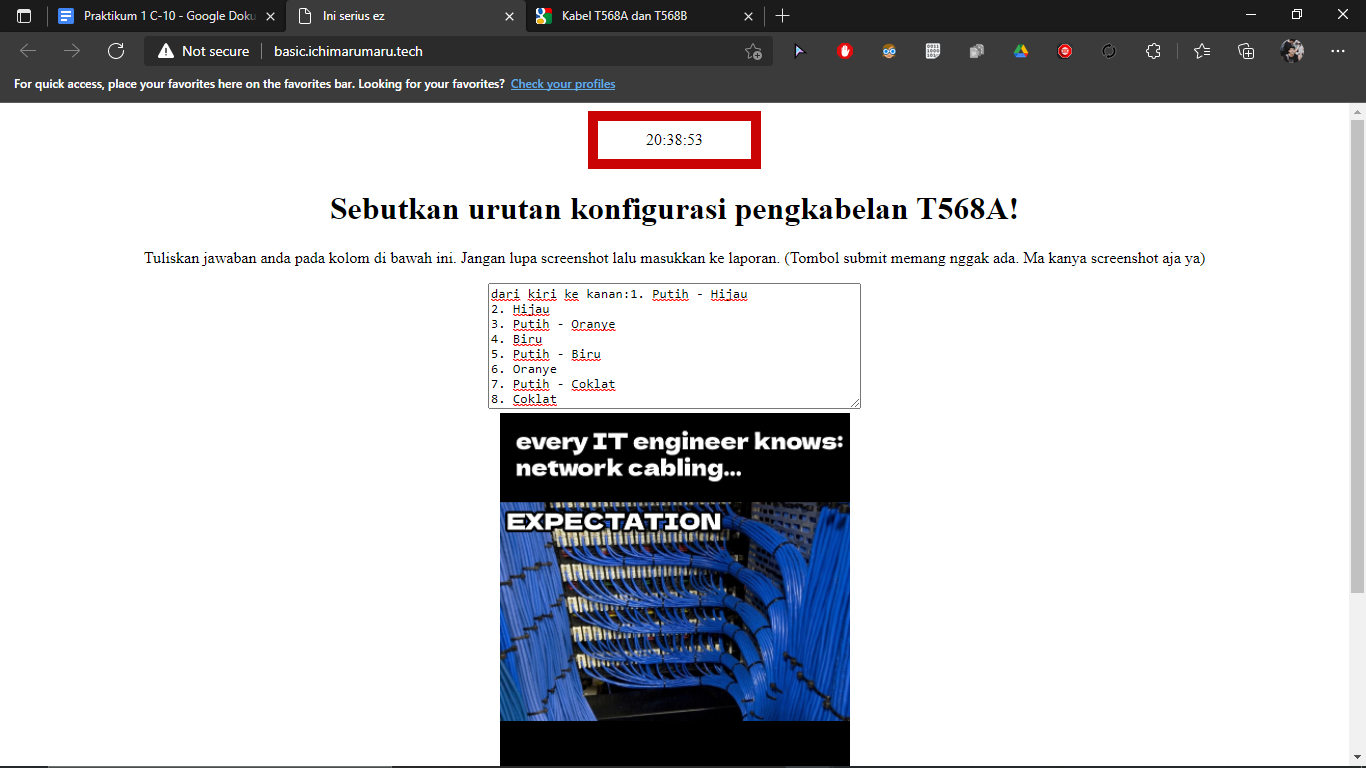 Praktikum 1 C-10 - Google Doku
Ini serius ez
Kabel T568A dan T568B
Not secure
basic.ichimarumaru.tech
For quick access, place your favorites here on the favorites bar. Looking for your favorites? Check your profiles
20:38:53
Sebutkan urutan konfigurasi pengkabelan T568A!
Tuliskan jawaban anda pada kolom di bawah ini. Jangan lupa screenshot lalu masukkan ke laporan. (Tombol submit memang nggak ada. Ma kanya screenshot aja ya)
dari kiri ke kanan:1. Putih - Hijau
2. Hijau
3. Putih - Oranye
4. Biru
5. Putih - Biru
6. Oranye
7. Putih - Coklat
8. Coklat
every IT engineer knows:
network cabling...
EXPECTATION